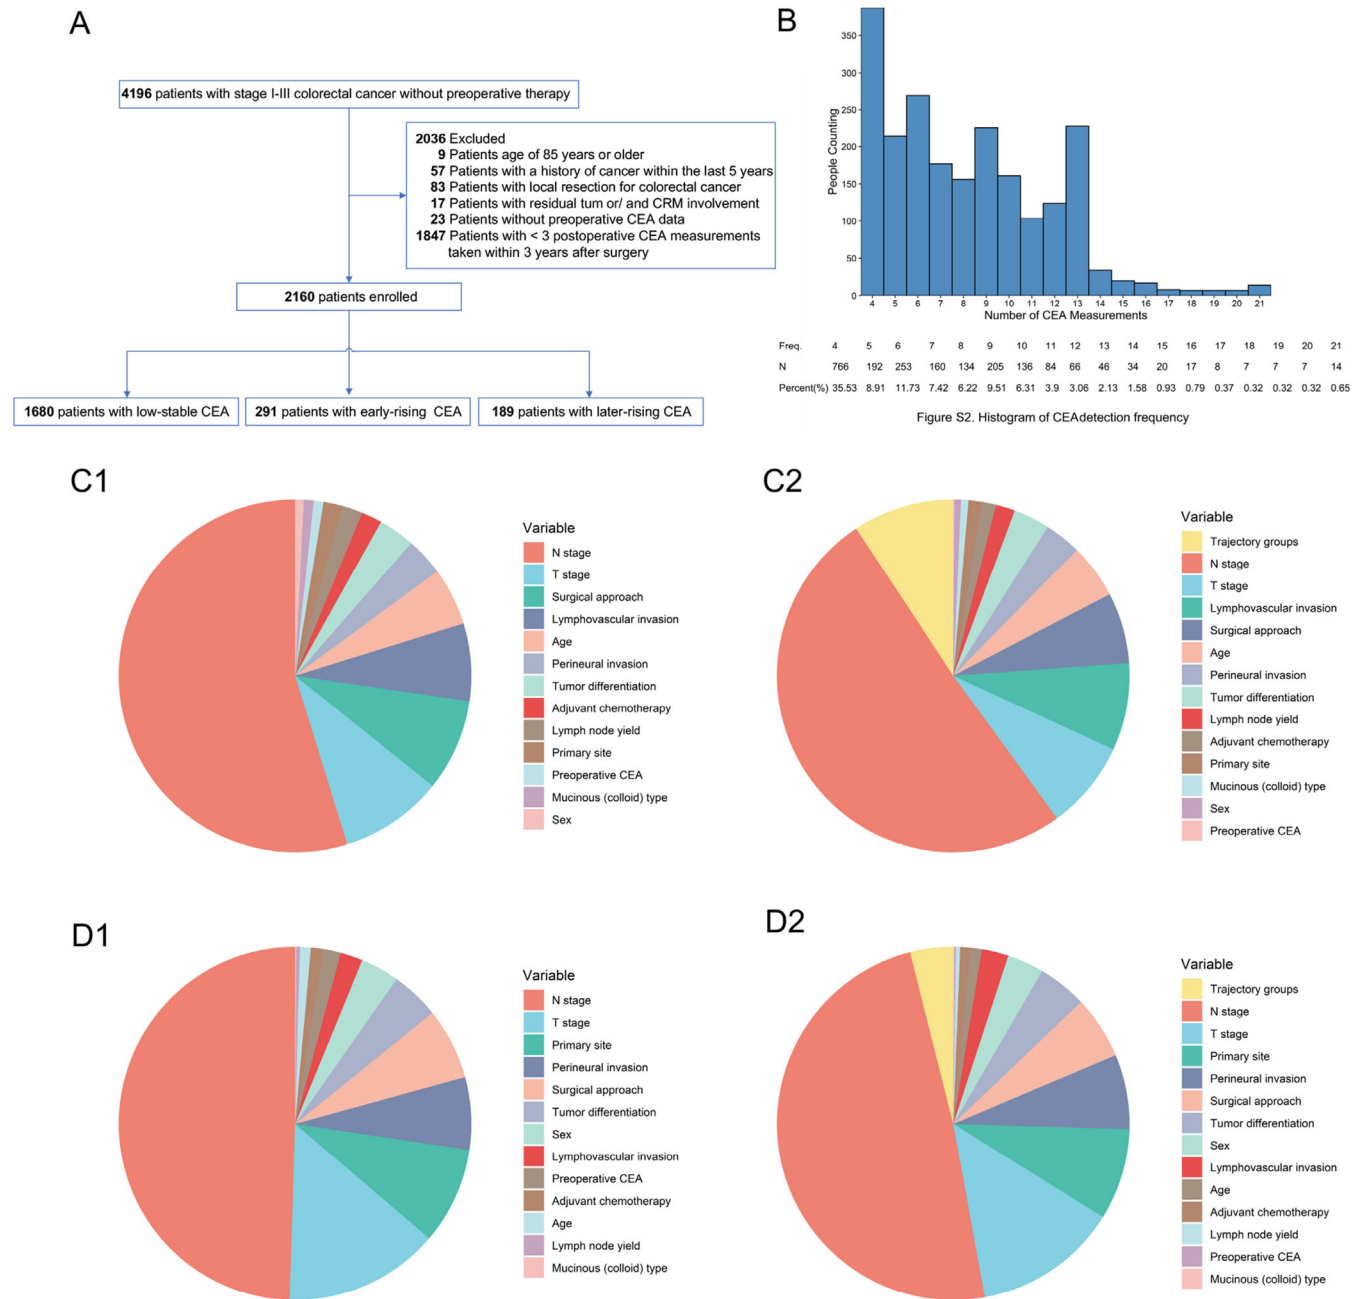 A
4196 patients with stage I-III colorectal cancer without preoperative therapy
2036 Excluded
9 Patients age of 85 years or older
57 Patients with a history of cancer within the last 5 years
83 Patients with local resection for colorectal cancer
17 Patients with residual tum or/ and CRM involvement
23 Patients without preoperative CEA data
1847 Patients with < 3 postoperative CEA measurements
taken within 3 years after surgery
2160 patients enrolled
1680 patients with low-stable CEA
291 patients with early-rising CEA
189 patients with later-rising CEA
B
People Counting
350
300
250
200
150
100
50
0
4 5 6 7 8 9 10 11 12 13 14 15 16 17 18 19 20 21
Number of CEA Measurements
Freq. 4 5 6 7 8 9 10 11 12 13 14 15 16 17 18 19 20 21
N 766 192 253 160 134 205 136 84 66 46 34 20 17 8 7 7 7 14
Percent(%) 35.53 8.91 11.73 7.42 6.22 9.51 6.31 3.9 3.06 2.13 1.58 0.93 0.79 0.37 0.32 0.32 0.32 0.65
Figure S2. Histogram of CEAdetection frequency
C1
Variable
N stage
T stage
Surgical approach
Lymphovascular invasion
Age
Perineural invasion
Tumor differentiation
Adjuvant chemotherapy
Lymph node yield
Primary site
Preoperative CEA
Mucinous (colloid) type
Sex
C2
Variable
Trajectory groups
N stage
T stage
Lymphovascular invasion
Surgical approach
Age
Perineural invasion
Tumor differentiation
Lymph node yield
Adjuvant chemotherapy
Primary site
Mucinous (colloid) type
Sex
Preoperative CEA
D1
Variable
N stage
T stage
Primary site
Perineural invasion
Surgical approach
Tumor differentiation
Sex
Lymphovascular invasion
Preoperative CEA
Adjuvant chemotherapy
Age
Lymph node yield
Mucinous (colloid) type
D2
Variable
Trajectory groups
N stage
T stage
Primary site
Perineural invasion
Surgical approach
Tumor differentiation
Sex
Lymphovascular invasion
Age
Adjuvant chemotherapy
Lymph node yield
Preoperative CEA
Mucinous (colloid) type